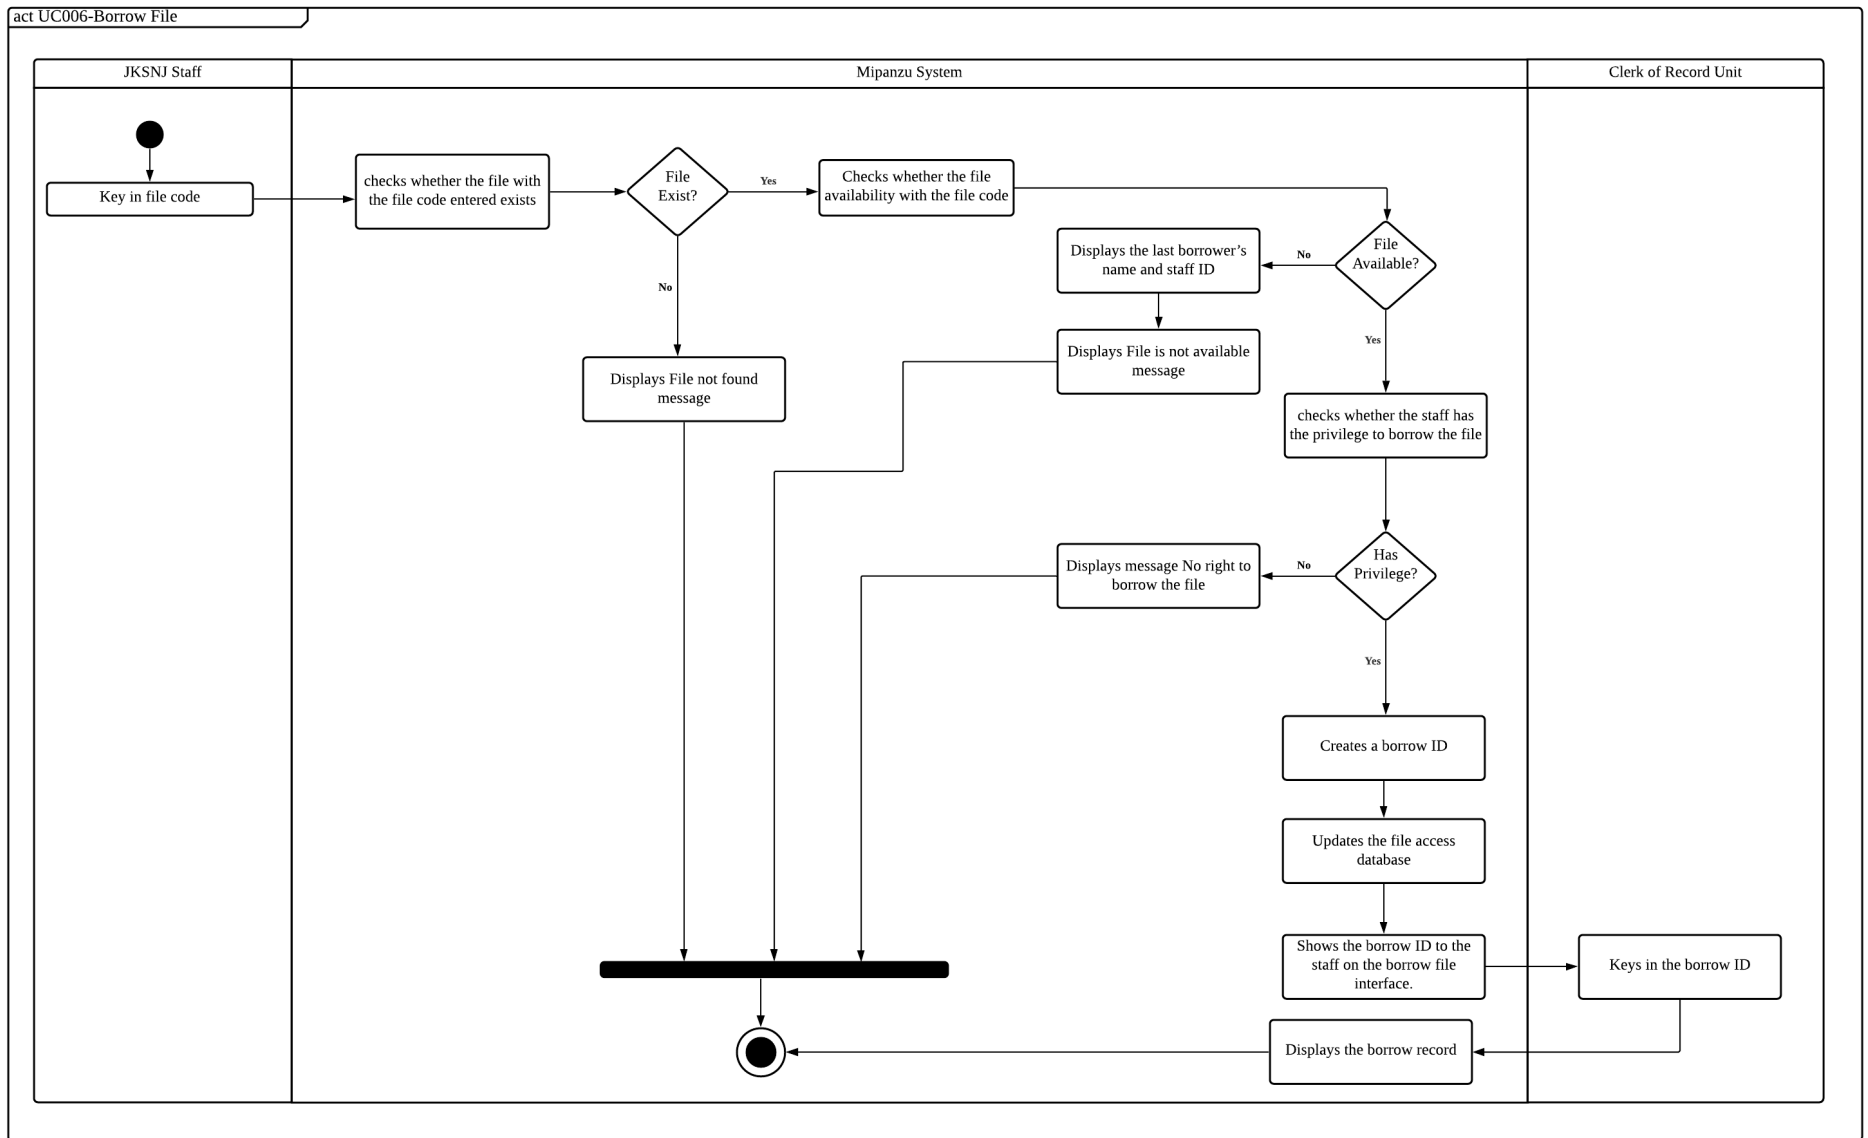 act UC006-Borrow File
JKSNJ Staff
Mipanzu System
Clerk of Record Unit
Key in file code
checks whether the file with
the file code entered exists
File
Exist?
Yes
Checks whether the file
availability with the file code
File
Available?
No
Displays the last borrower’s
name and staff ID
No
Yes
Displays File is not available
message
Displays File not found
message
checks whether the staff has
the privilege to borrow the file
Has
Privilege?
No
Displays message No right to
borrow the file
Yes
Creates a borrow ID
Updates the file access
database
Shows the borrow ID to the
staff on the borrow file
interface.
Keys in the borrow ID
Displays the borrow record